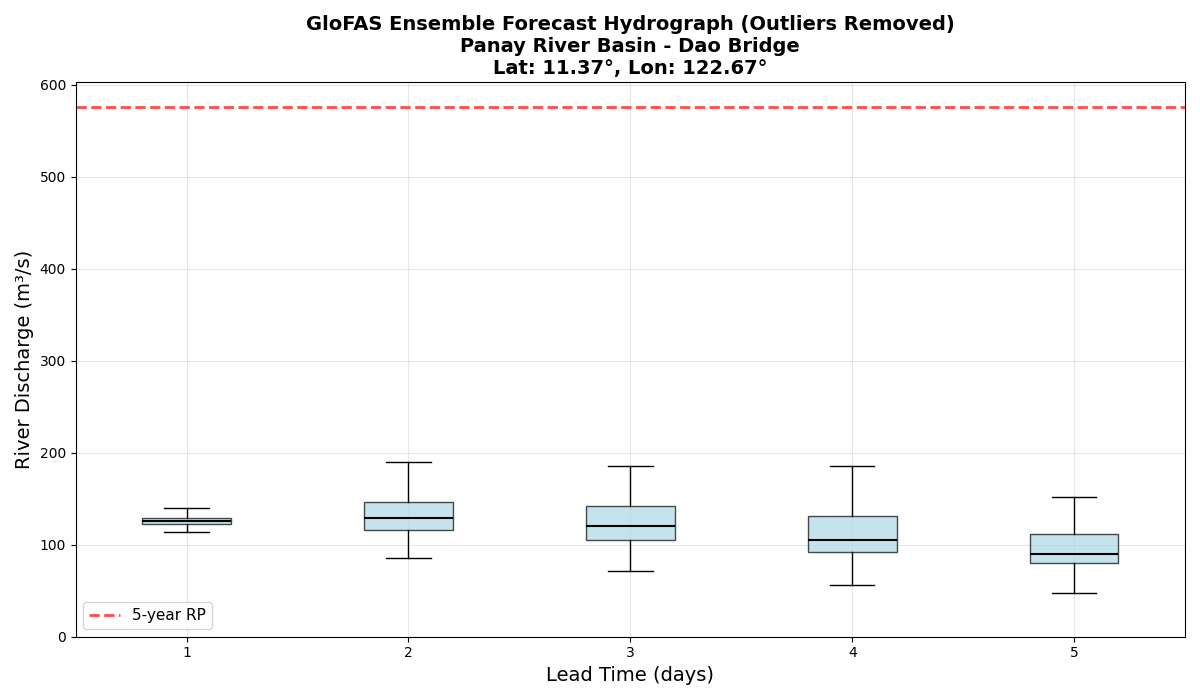 GloFAS Ensemble Forecast Hydrograph (Outliers Removed)
Panay River Basin - Dao Bridge
Lat: 11.37°, Lon: 122.67°
River Discharge (m³/s)
600
500
400
300
200
100
0
5-year RP
1 2 3 4 5
Lead Time (days)